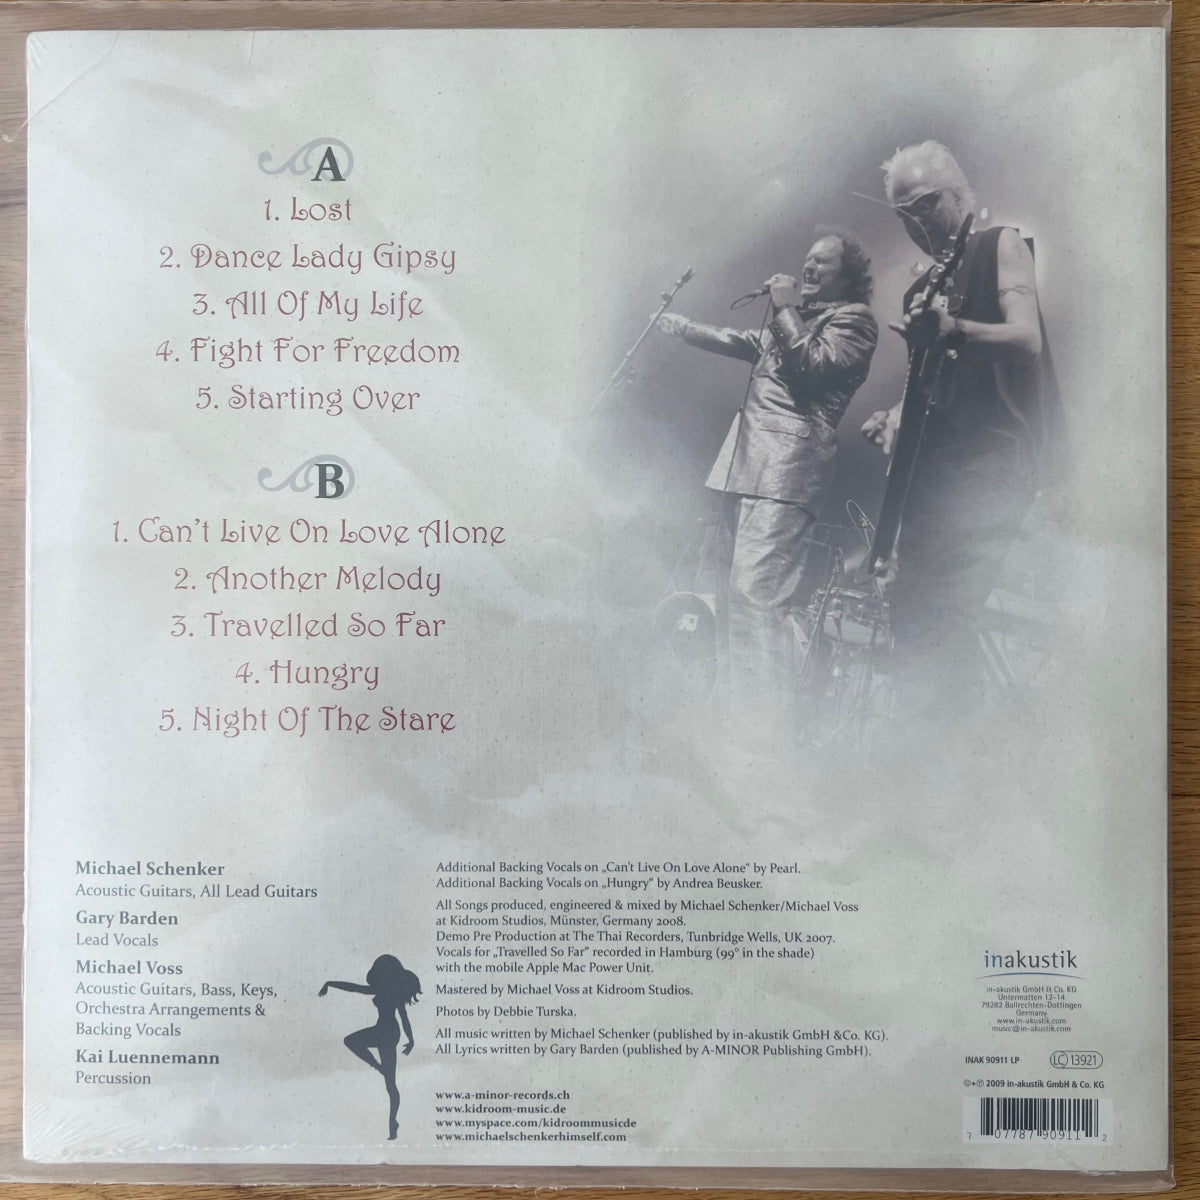 A
1. Lost
2. Dance Lady Gipsy
3. All Of My Life
4. Fight For Freedom
5. Starting Over
B
1. Can't Live On Love Alone
2. Another Melody
3. Travelled So Far
4. Hungry
5. Night Of The Stare
Michael Schenker
Acoustic Guitars, All Lead Guitars
Gary Barden
Lead Vocals
Michael Voss
Acoustic Guitars, Bass, Keys,
Orchestra Arrangements &
Backing Vocals
Kai Luennemann
Percussion
Additional Backing Vocals on „Can't Live On Love Alone“ by Pearl.
Additional Backing Vocals on „Hungry“ by Andrea Beusker.
All Songs produced, engineered & mixed by Michael Schenker/Michael Voss
at Kidroom Studios, Münster, Germany 2008.
Demo Pre Production at The Thai Recorders, Tunbridge Wells, UK 2007.
Vocals for „Travelled So Far“ recorded in Hamburg (99° in the shade)
with the mobile Apple Mac Power Unit.
Mastered by Michael Voss at Kidroom Studios.
Photos by Debbie Turska.
All music written by Michael Schenker (published by in-akustik GmbH &Co. KG).
All Lyrics written by Gary Barden (published by A-MINOR Publishing GmbH).
www.a-minor-records.ch
www.kidroom-music.de
www.myspace.com/kidroommusicde
www.michaelschenkerhimself.com
inakustik
in-akustik GmbH & Co. KG
Untermatten 12-14
79282 Ballrechten-Dottingen
Germany
www.in-akustik.com
music@in-akustik.com
INAK 90911 LP
LC 13921
©+℗ 2009 in-akustik GmbH & Co. KG
7 07787 90911 2